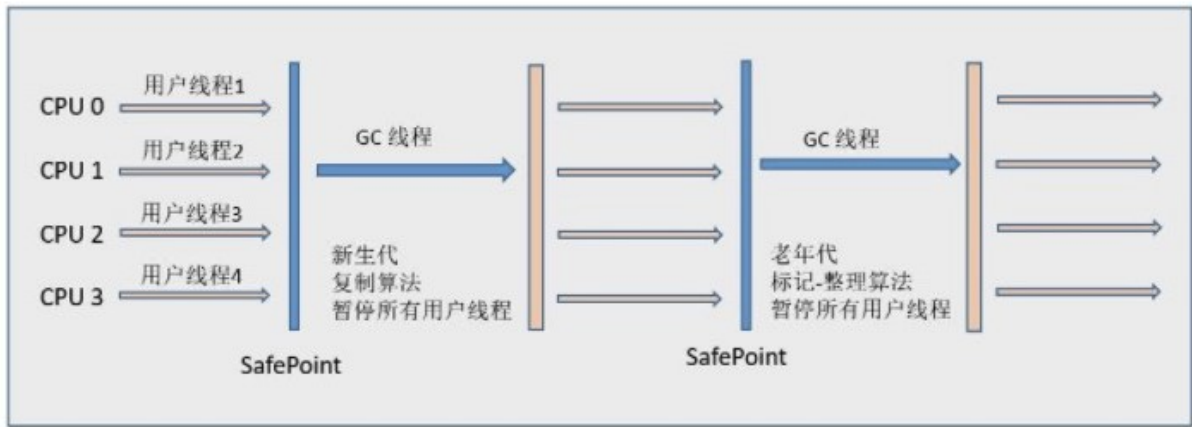 CPU 0
用户线程1
CPU 1
用户线程2
CPU 2
用户线程3
CPU 3
用户线程4
GC 线程
新生代
复制算法
暂停所有用户线程
SafePoint
GC 线程
老年代
标记-整理算法
暂停所有用户线程
SafePoint